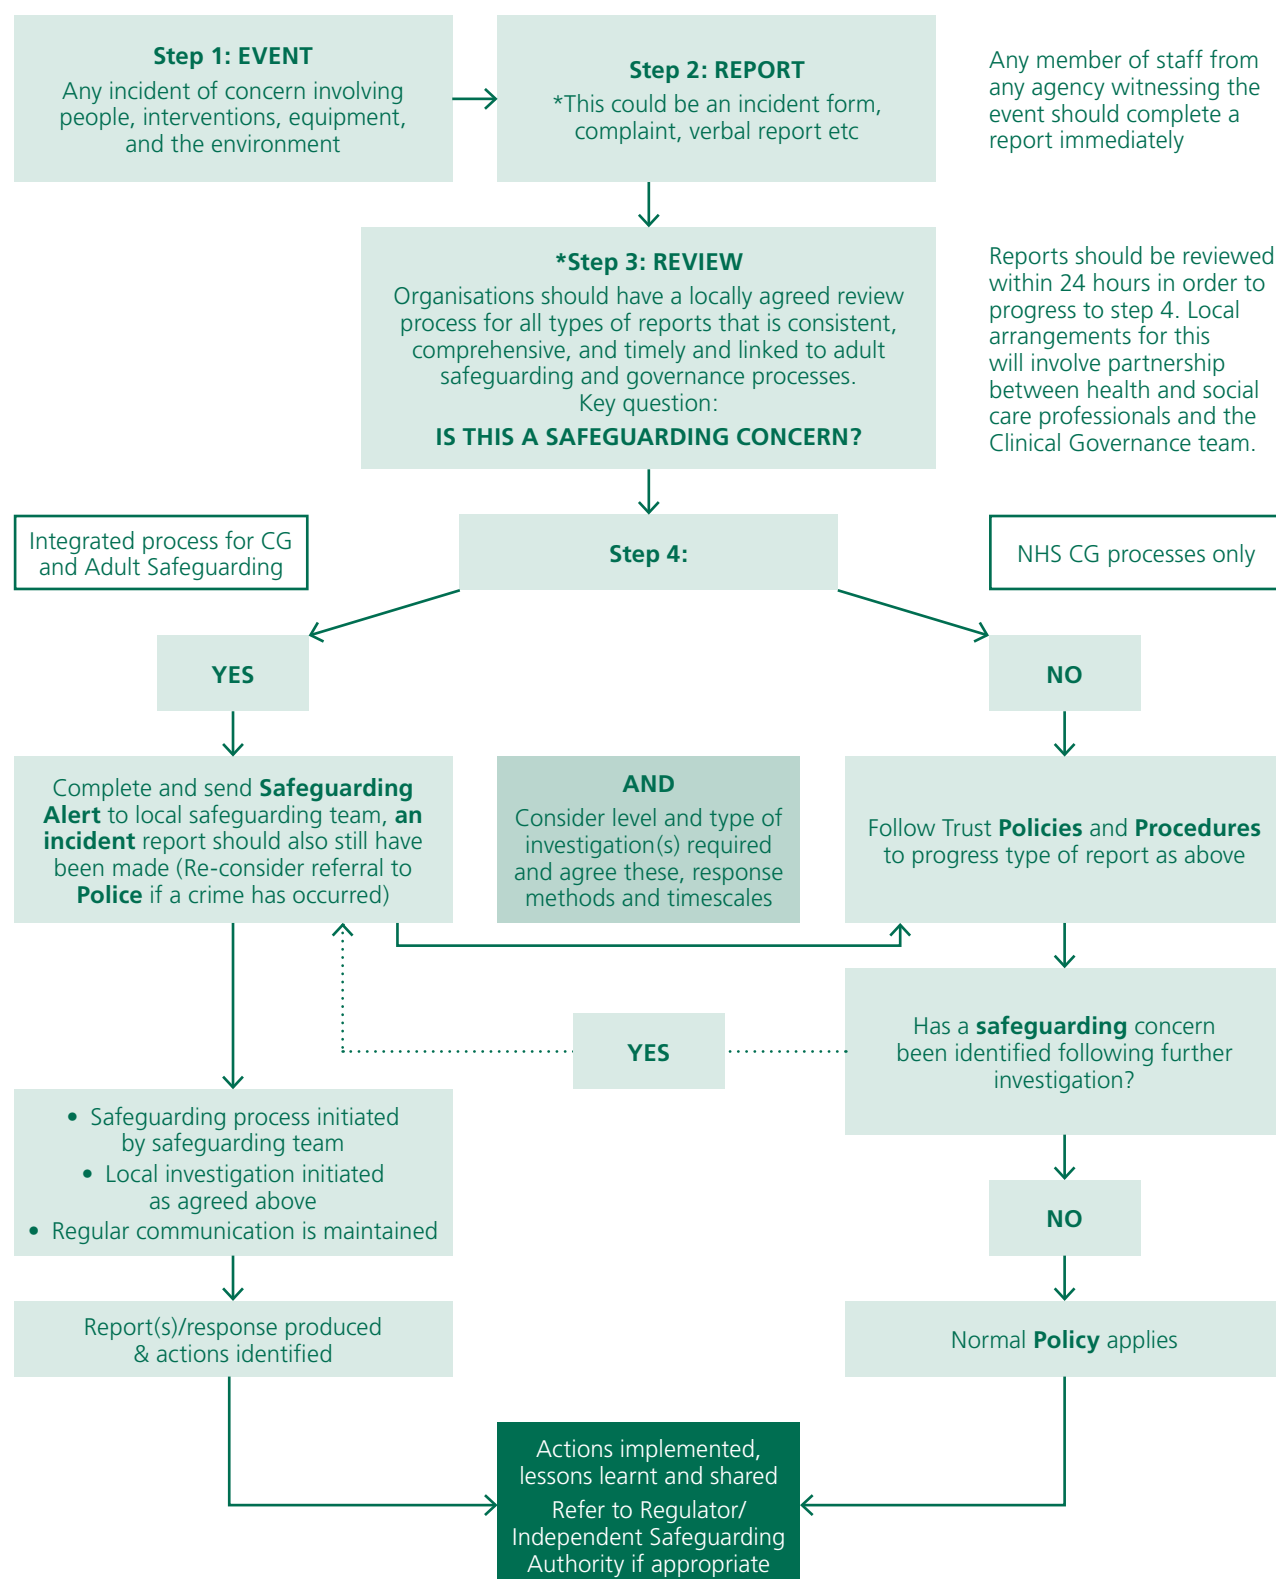 Step 1: EVENT
Any incident of concern involving
people, interventions, equipment,
and the environment
Step 2: REPORT
*This could be an incident form,
complaint, verbal report etc
Any member of staff from
any agency witnessing the
event should complete a
report immediately
*Step 3: REVIEW
Organisations should have a locally agreed review
process for all types of reports that is consistent,
comprehensive, and timely and linked to adult
safeguarding and governance processes.
Key question:
IS THIS A SAFEGUARDING CONCERN?
Reports should be reviewed
within 24 hours in order to
progress to step 4. Local
arrangements for this
will involve partnership
between health and social
care professionals and the
Clinical Governance team.
Integrated process for CG
and Adult Safeguarding
Step 4:
NHS CG processes only
YES
NO
Complete and send Safeguarding
Alert to local safeguarding team, an
incident report should also still have
been made (Re-consider referral to
Police if a crime has occurred)
AND
Consider level and type of
investigation(s) required
and agree these, response
methods and timescales
Follow Trust Policies and Procedures
to progress type of report as above
YES
Has a safeguarding concern
been identified following further
investigation?
• Safeguarding process initiated
by safeguarding team
• Local investigation initiated
as agreed above
• Regular communication is maintained
NO
Report(s)/response produced
& actions identified
Normal Policy applies
Actions implemented,
lessons learnt and shared
Refer to Regulator/
Independent Safeguarding
Authority if appropriate